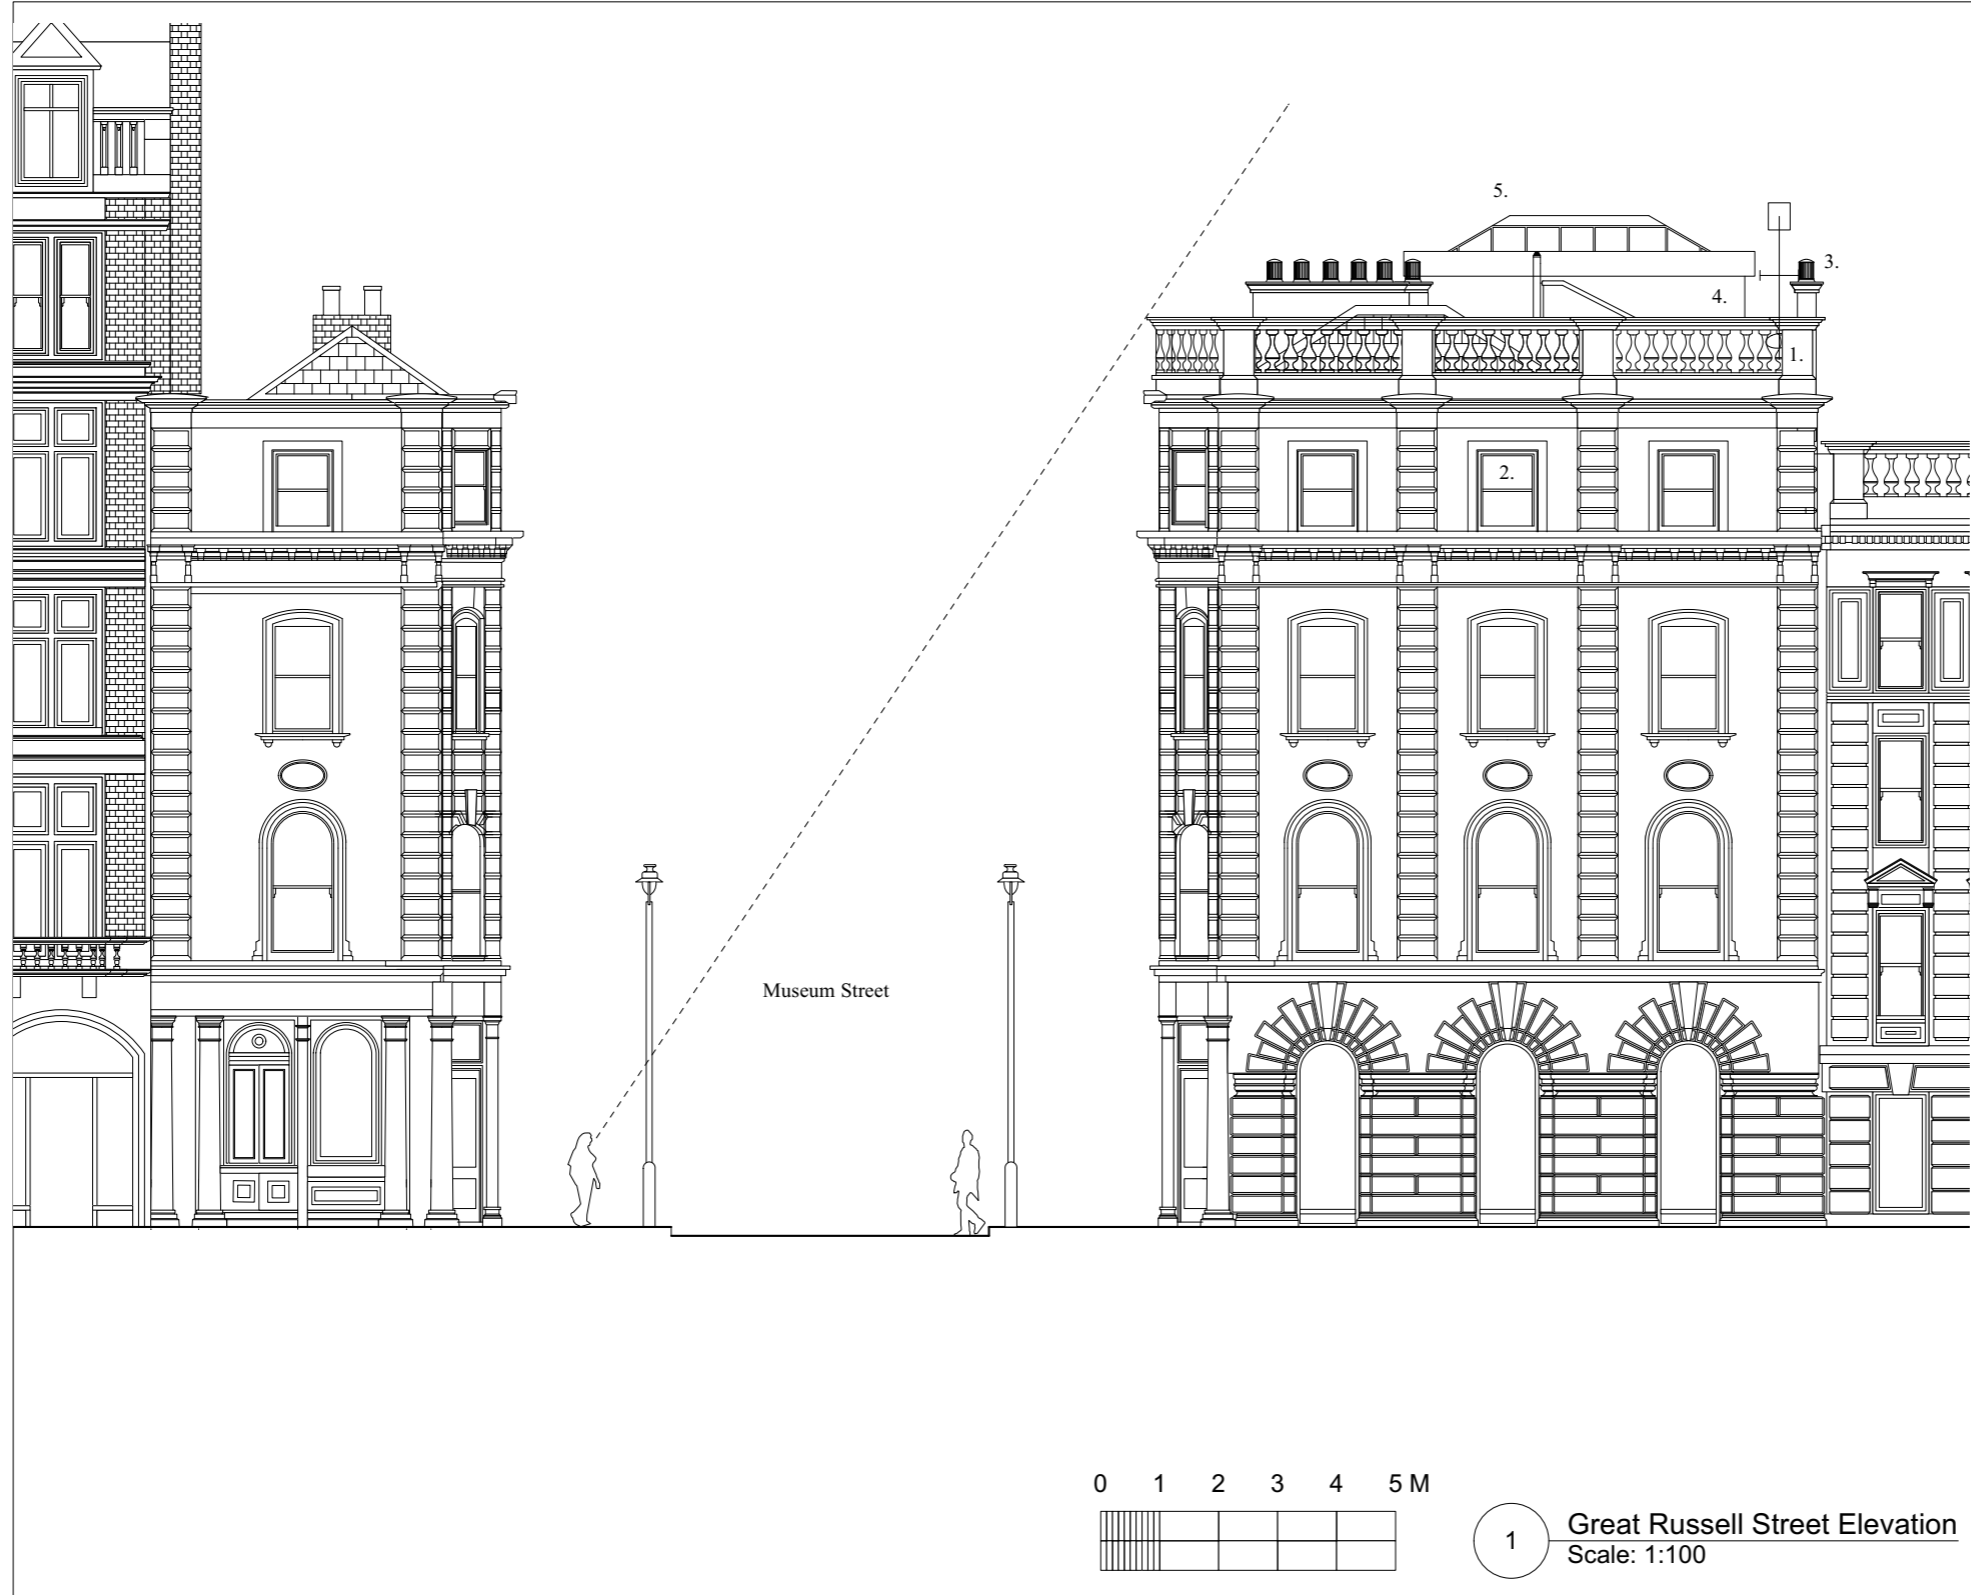 5.
3.
4.
1.
2.
Museum Street
0 1 2 3 4 5 M
1
Great Russell Street Elevation
Scale: 1:100